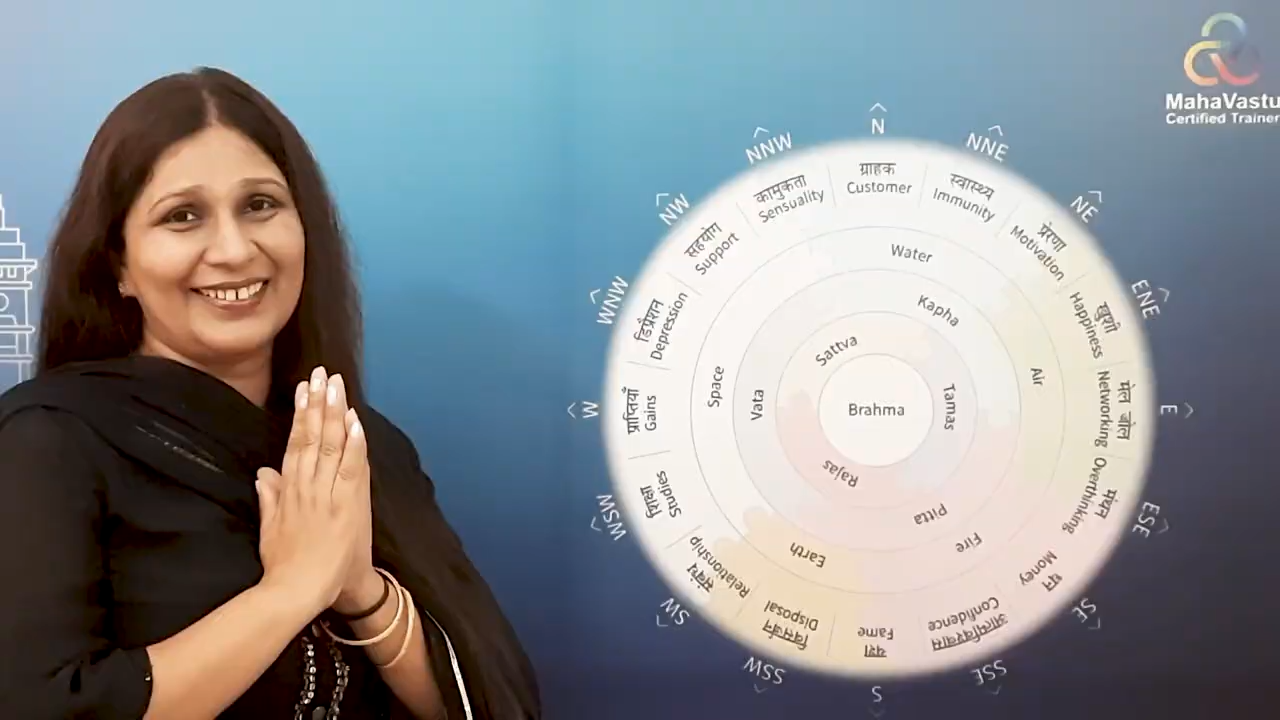 MahaVastu
Certified Trainer
N
ग्राहक
Customer
NNE
स्वास्थ्य
Immunity
NE
प्रेरणा
Motivation
ENE
खुशी
Happiness
E
मेल जोल
Networking
ESE
मंथन
Overthinking
SE
धन
Money
SSE
आत्मविश्वास
Confidence
S
यश
Fame
SSW
विसर्जन
Disposal
SW
संबंध
Relationship
WSW
शिक्षा
Studies
W
प्राप्तियाँ
Gains
WNW
डिप्रैशन
Depression
NW
सहयोग
Support
NNW
कामुकता
Sensuality
Water
Air
Fire
Earth
Space
Kapha
Pitta
Vata
Sattva
Tamas
Rajas
Brahma